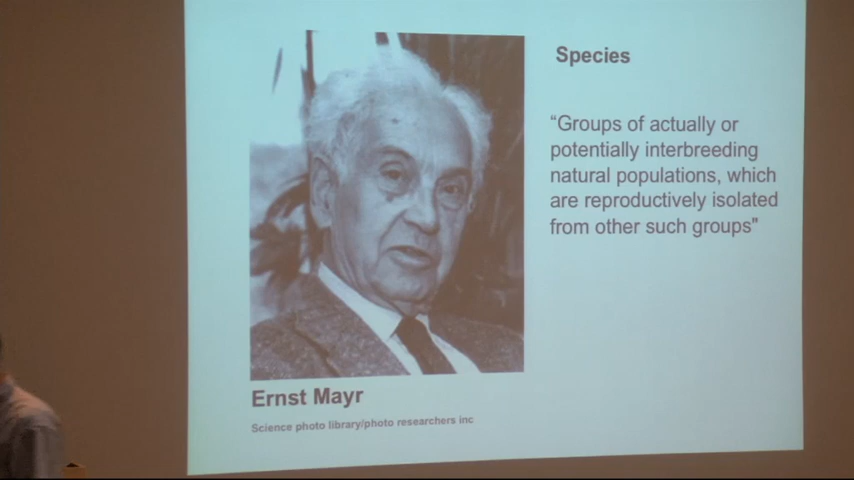 Species
“Groups of actually or
potentially interbreeding
natural populations, which
are reproductively isolated
from other such groups"
Ernst Mayr
Science photo library/photo researchers inc